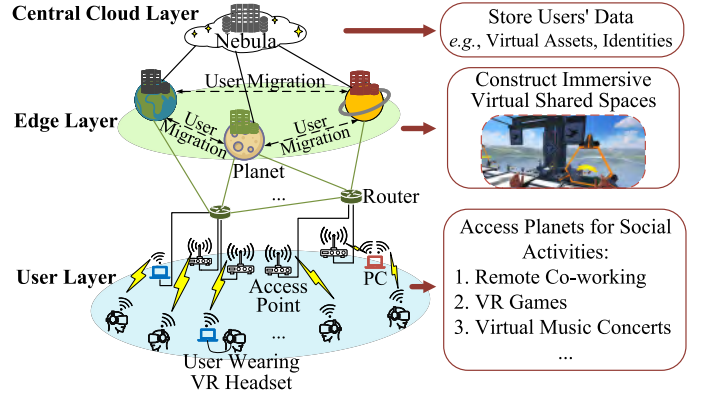 Central Cloud Layer
Nebula
Store Users' Data
e.g., Virtual Assets, Identities
User Migration
Edge Layer
User
Migration
User
Migration
Planet
Construct Immersive
Virtual Shared Spaces
...
Router
User Layer
Access
Point
PC
...
User Wearing
VR Headset
Access Planets for Social
Activities:
1. Remote Co-working
2. VR Games
3. Virtual Music Concerts
...